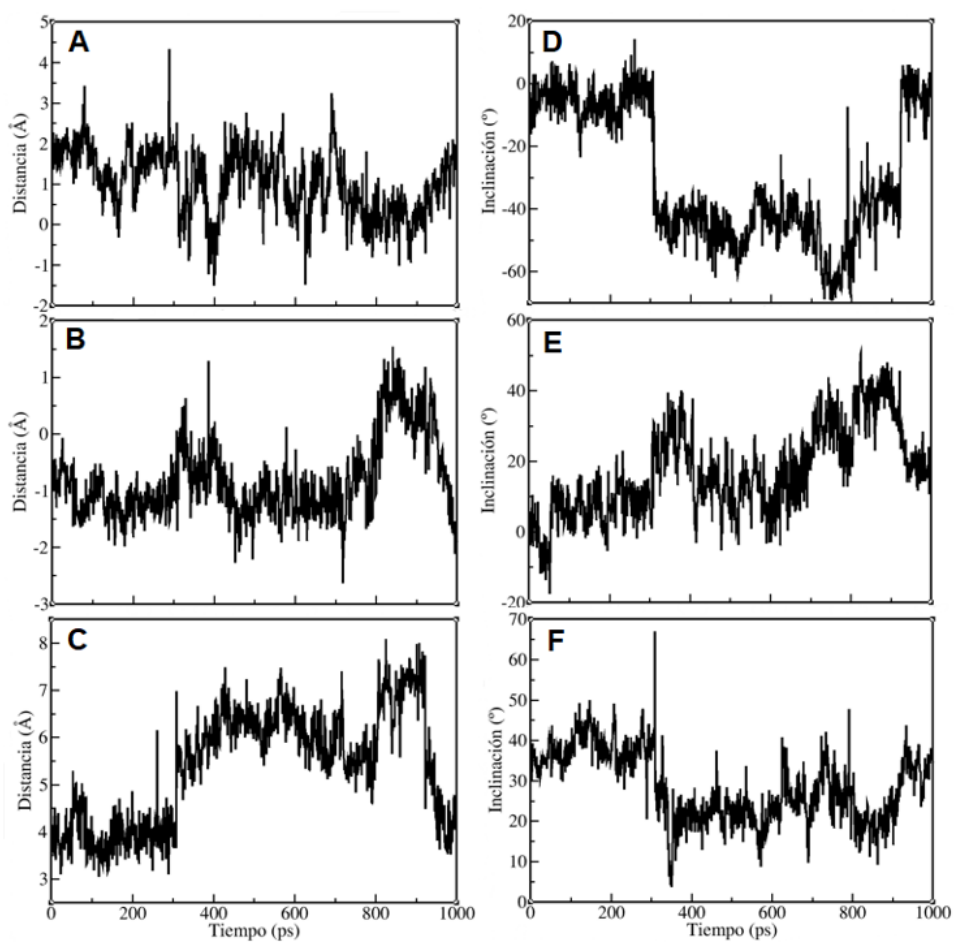 A
Distancia (Å)
5
4
3
2
1
0
-1
-2
D
Inclinación (º)
20
0
-20
-40
-60
B
Distancia (Å)
2
1
0
-1
-2
-3
E
Inclinación (º)
60
40
20
0
-20
C
Distancia (Å)
8
7
6
5
4
3
0 200 400 600 800 1000
Tiempo (ps)
F
Inclinación (º)
70
60
50
40
30
20
10
0
0 200 400 600 800 1000
Tiempo (ps)